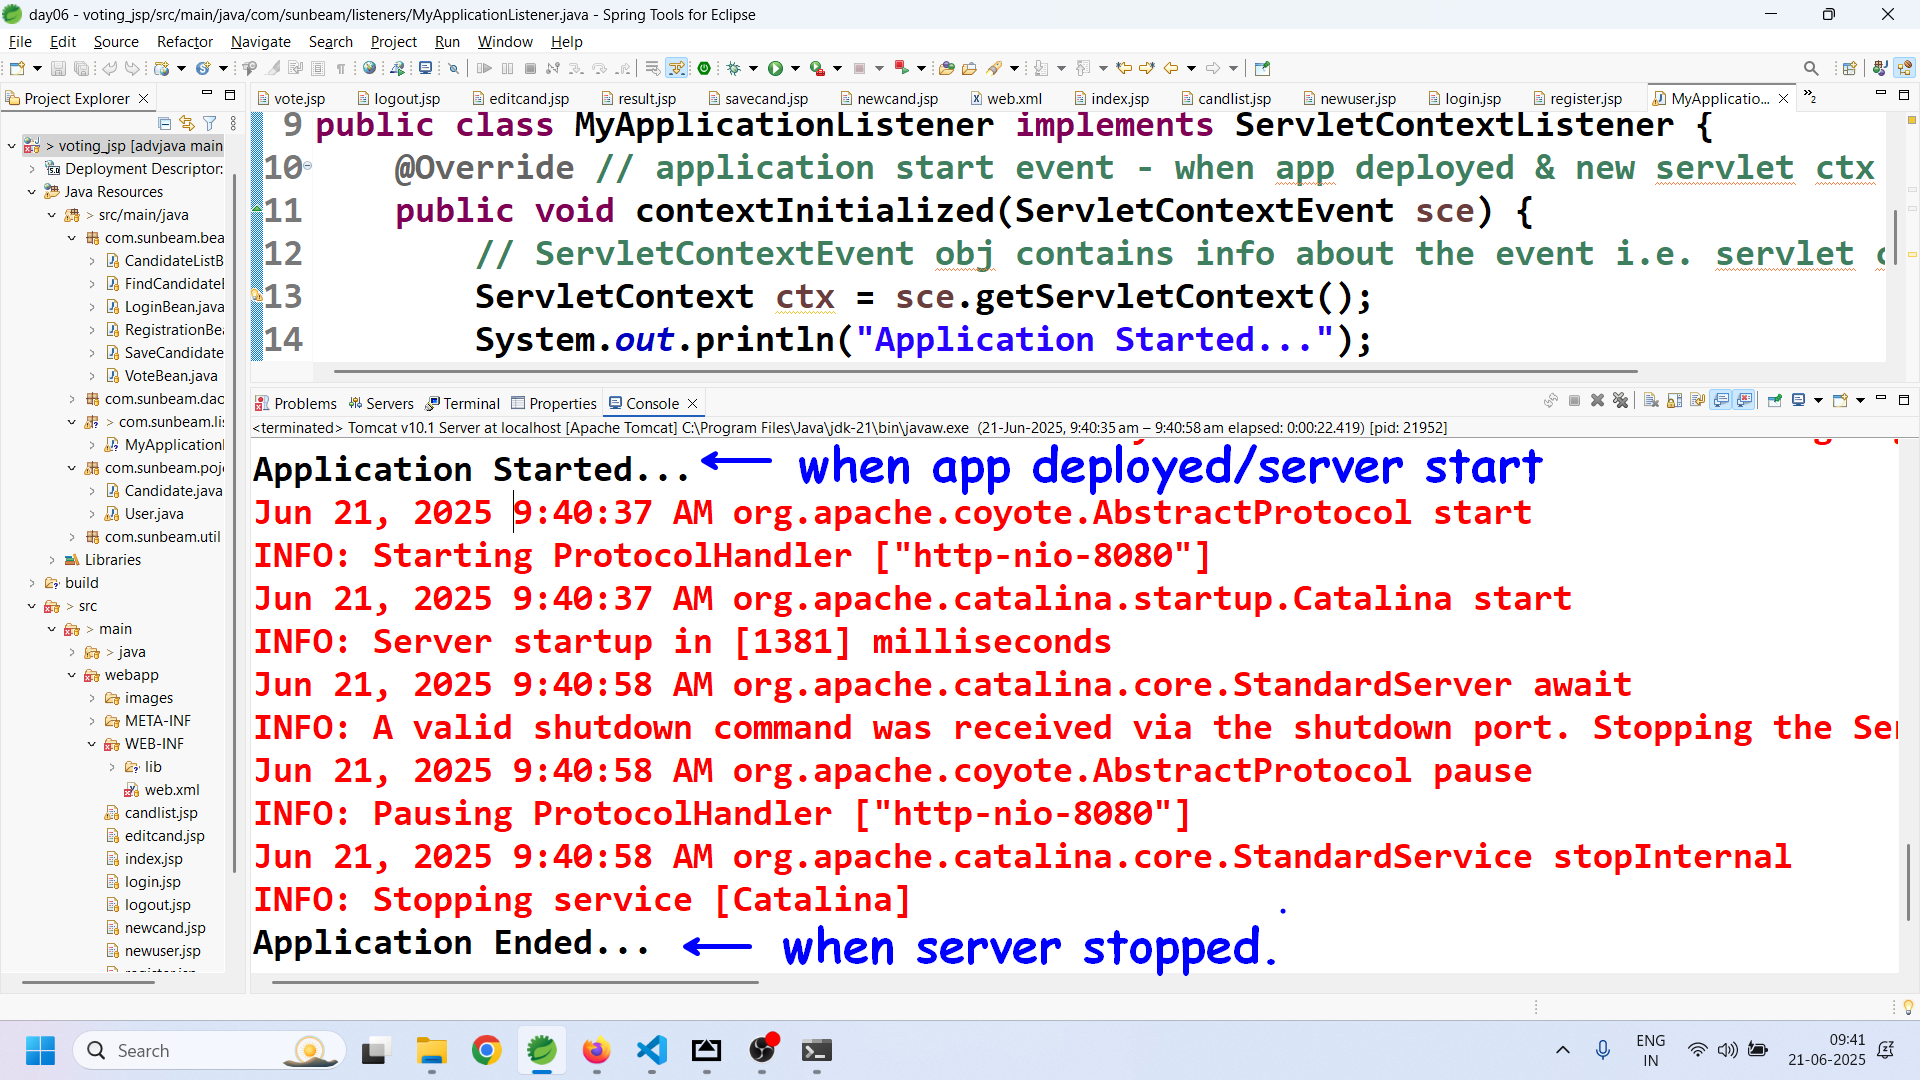 day06 - voting_jsp/src/main/java/com/sunbeam/listeners/MyApplicationListener.java - Spring Tools for Eclipse
File Edit Source Refactor Navigate Search Project Run Window Help
Project Explorer
vote.jsp logout.jsp editcand.jsp result.jsp savecand.jsp newcand.jsp web.xml index.jsp candlist.jsp newuser.jsp login.jsp register.jsp MyApplicatio... »2
> voting_jsp [advjava main
Deployment Descriptor:
Java Resources
> src/main/java
com.sunbeam.bea
CandidateListB
FindCandidateI
LoginBean.java
RegistrationBea
SaveCandidate
VoteBean.java
com.sunbeam.dao
> com.sunbeam.lis
MyApplicationl
com.sunbeam.poje
Candidate.java
User.java
com.sunbeam.util
Libraries
build
> src
> main
> java
webapp
images
META-INF
WEB-INF
lib
web.xml
candlist.jsp
editcand.jsp
index.jsp
login.jsp
logout.jsp
newcand.jsp
newuser.jsp
9 public class MyApplicationListener implements ServletContextListener {
10 @Override // application start event - when app deployed & new servlet ctx
11 public void contextInitialized(ServletContextEvent sce) {
12 // ServletContextEvent obj contains info about the event i.e. servlet c
13 ServletContext ctx = sce.getServletContext();
14 System.out.println("Application Started...");
Problems Servers Terminal Properties Console
<terminated> Tomcat v10.1 Server at localhost [Apache Tomcat] C:\Program Files\Java\jdk-21\bin\javaw.exe (21-Jun-2025, 9:40:35 am – 9:40:58 am elapsed: 0:00:22.419) [pid: 21952]
Application Started... ← when app deployed/server start
Jun 21, 2025 9:40:37 AM org.apache.coyote.AbstractProtocol start
INFO: Starting ProtocolHandler ["http-nio-8080"]
Jun 21, 2025 9:40:37 AM org.apache.catalina.startup.Catalina start
INFO: Server startup in [1381] milliseconds
Jun 21, 2025 9:40:58 AM org.apache.catalina.core.StandardServer await
INFO: A valid shutdown command was received via the shutdown port. Stopping the Ser
Jun 21, 2025 9:40:58 AM org.apache.coyote.AbstractProtocol pause
INFO: Pausing ProtocolHandler ["http-nio-8080"]
Jun 21, 2025 9:40:58 AM org.apache.catalina.core.StandardService stopInternal
INFO: Stopping service [Catalina]
Application Ended... ← when server stopped.
Search
ENG
IN
09:41
21-06-2025